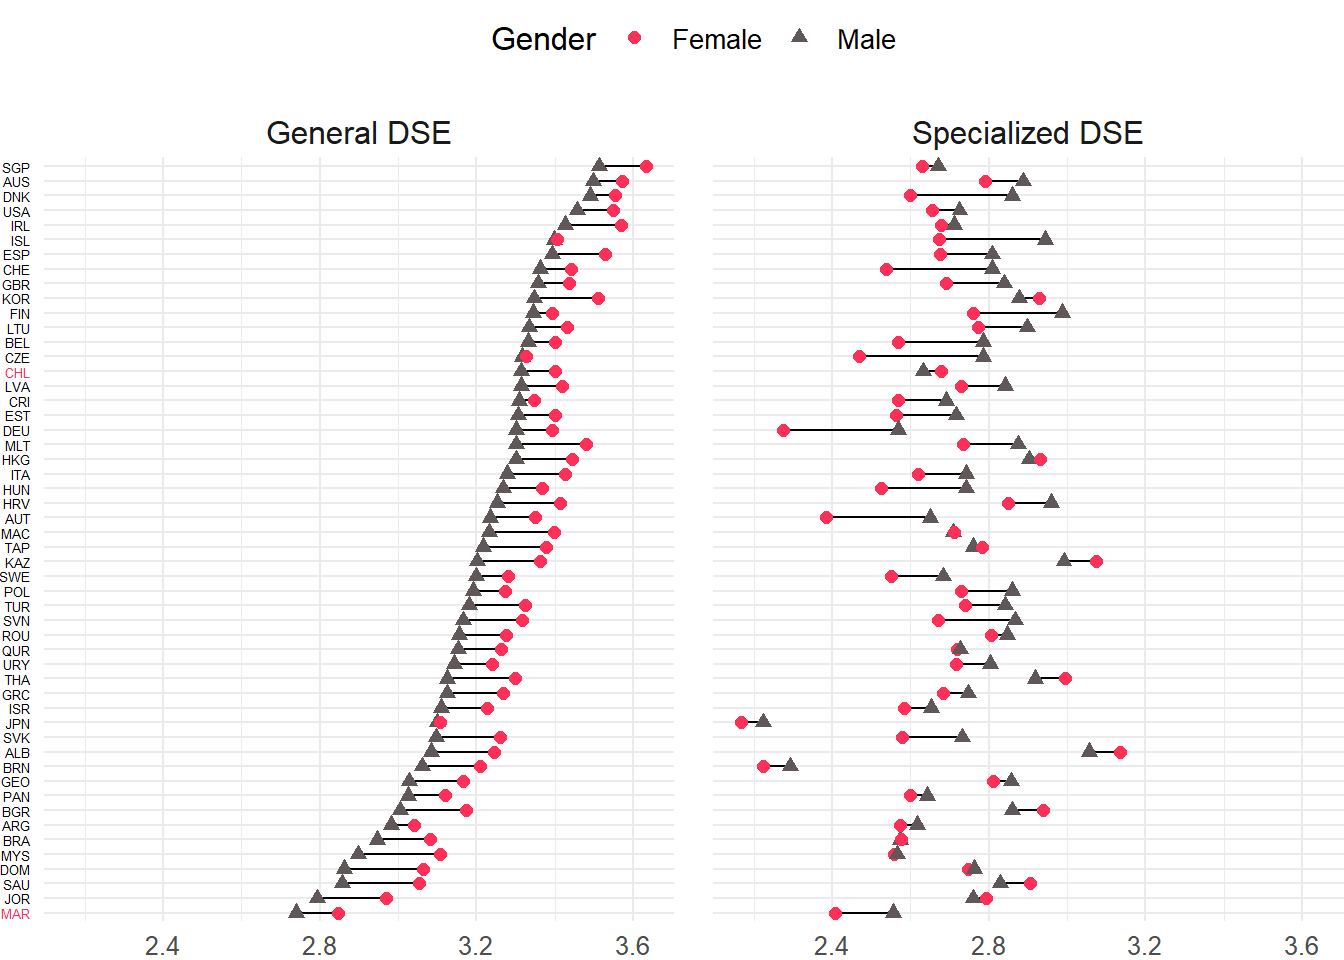 Gender Female Male
General DSE Specialized DSE
SGP
AUS
DNK
USA
IRL
ISL
ESP
CHE
GBR
KOR
FIN
LTU
BEL
CZE
CHL
LVA
CRI
EST
DEU
MLT
HKG
ITA
HUN
HRV
AUT
MAC
TAP
KAZ
SWE
POL
TUR
SVN
ROU
QUR
URY
THA
GRC
ISR
JPN
SVK
ALB
BRN
GEO
PAN
BGR
ARG
BRA
MYS
DOM
SAU
JOR
MAR
2.4 2.8 3.2 3.6 2.4 2.8 3.2 3.6